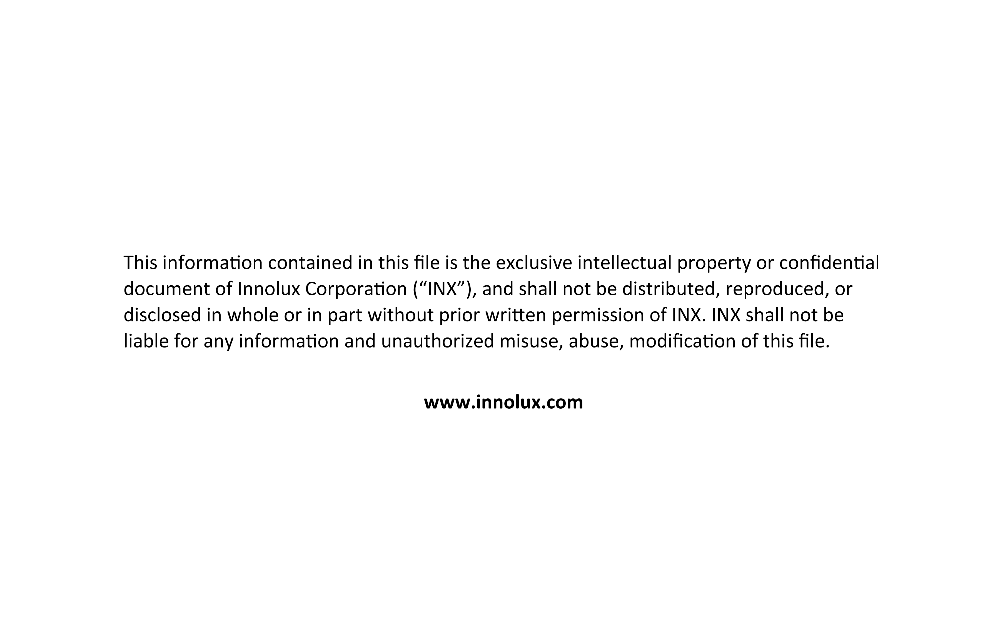 This information contained in this file is the exclusive intellectual property or confidential
document of Innolux Corporation (“INX”), and shall not be distributed, reproduced, or
disclosed in whole or in part without prior written permission of INX. INX shall not be
liable for any information and unauthorized misuse, abuse, modification of this file.
www.innolux.com